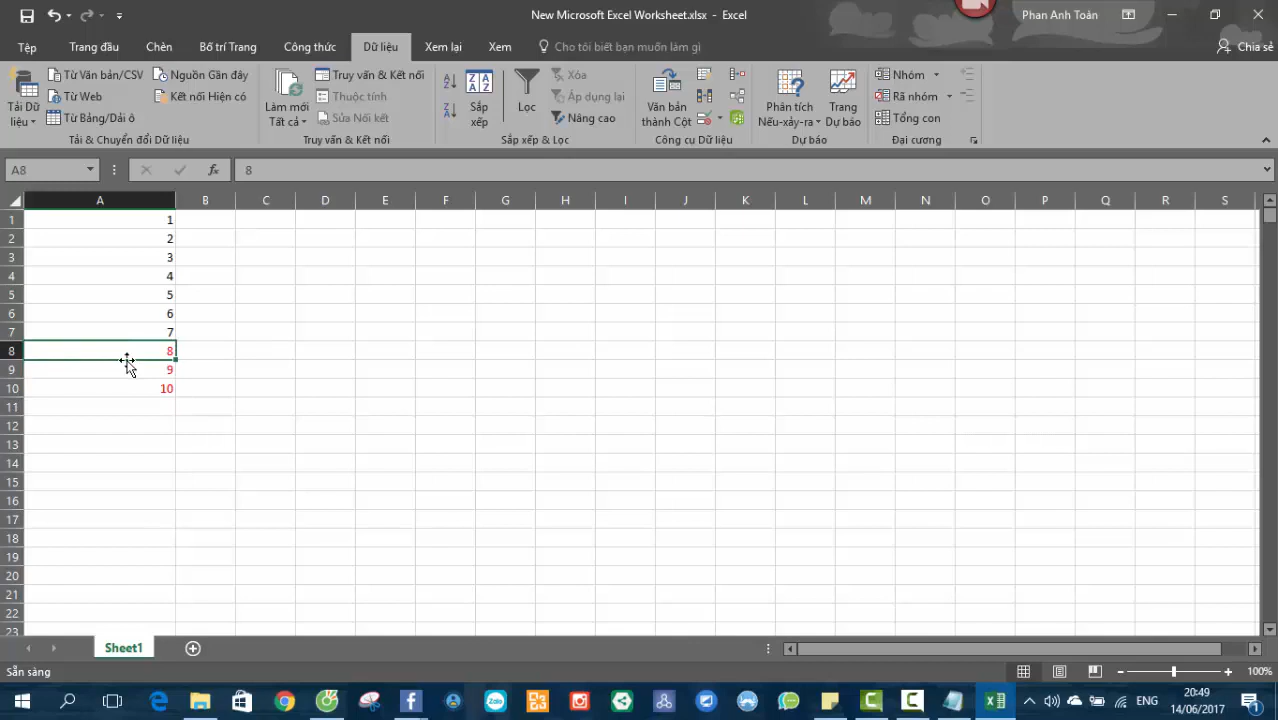 New Microsoft Excel Worksheet.xlsx - Excel
Phan Anh Toàn
Tệp Trang đầu Chèn Bố trí Trang Công thức Dữ liệu Xem lại Xem Cho tôi biết bạn muốn làm gì Chia sẻ
Tải Dữ liệu
Từ Văn bản/CSV
Từ Web
Từ Bảng/Dải ô
Nguồn Gần đây
Kết nối Hiện có
Tải & Chuyển đổi Dữ liệu
Làm mới Tất cả
Truy vấn & Kết nối
Thuộc tính
Sửa Nối kết
Truy vấn & Kết nối
Sắp xếp
Lọc
Xóa
Áp dụng lại
Nâng cao
Sắp xếp & Lọc
Văn bản thành Cột
Công cụ Dữ liệu
Phân tích Nếu-xảy-ra
Trang Dự báo
Dự báo
Nhóm
Rã nhóm
Tổng con
Đại cương
A8 fx 8
A B C D E F G H I J K L M N O P Q R S
1 1
2 2
3 3
4 4
5 5
6 6
7 7
8 8
9 9
10 10
11
12
13
14
15
16
17
18
19
20
21
22
23
Sheet1
Sẵn sàng
100%
ENG
20:49
14/06/2017